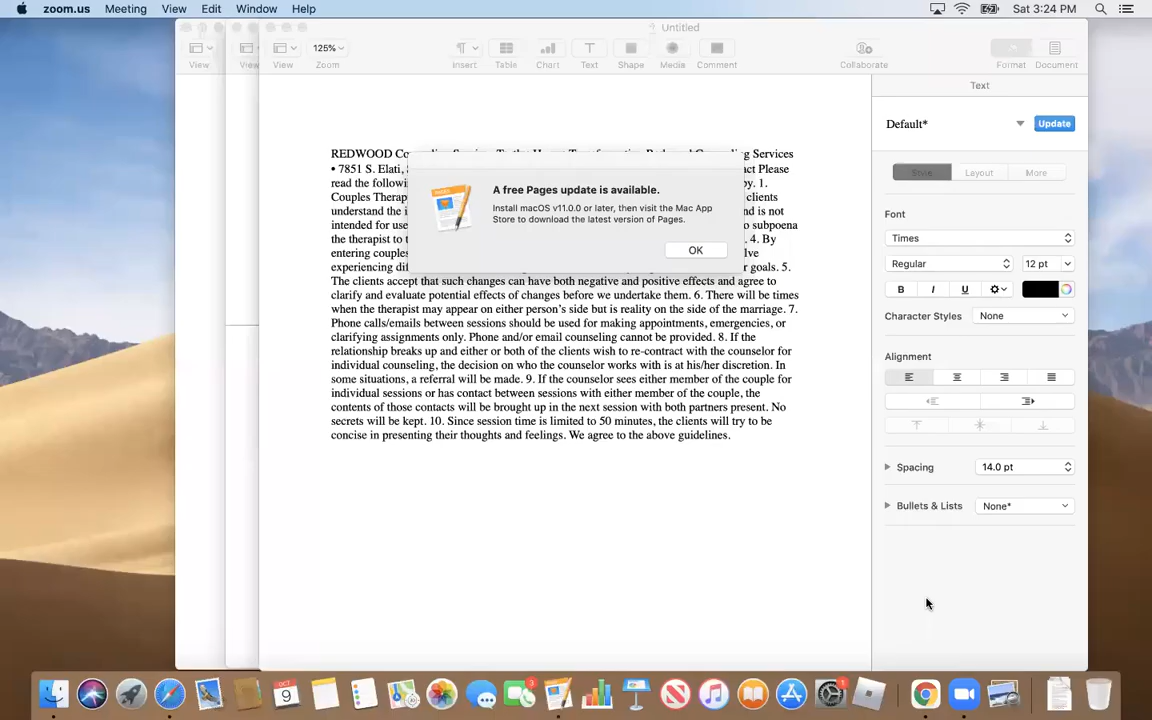 zoom.us Meeting View Edit Window Help Sat 3:24 PM
Untitled
125%
View View View Zoom Insert Table Chart Text Shape Media Comment Collaborate Format Document
Text
Default* Update
Style Layout More
Font
Times
Regular 12 pt
B I U
Character Styles None
Alignment
Spacing 14.0 pt
Bullets & Lists None*
A free Pages update is available.
Install macOS v11.0.0 or later, then visit the Mac App
Store to download the latest version of Pages.
OK
REDWOOD Services
• 7851 S. Elati, Please
read the 1.
Couples clients
understand the and is not
intended for subpoena
the therapist to 4. By
entering
experiencing goals. 5.
The clients accept that such changes can have both negative and positive effects and agree to
clarify and evaluate potential effects of changes before we undertake them. 6. There will be times
when the therapist may appear on either person's side but is reality on the side of the marriage. 7.
Phone calls/emails between sessions should be used for making appointments, emergencies, or
clarifying assignments only. Phone and/or email counseling cannot be provided. 8. If the
relationship breaks up and either or both of the clients wish to re-contract with the counselor for
individual counseling, the decision on who the counselor works with is at his/her discretion. In
some situations, a referral will be made. 9. If the counselor sees either member of the couple for
individual sessions or has contact between sessions with either member of the couple, the
contents of those contacts will be brought up in the next session with both partners present. No
secrets will be kept. 10. Since session time is limited to 50 minutes, the clients will try to be
concise in presenting their thoughts and feelings. We agree to the above guidelines.
OCT
9
3
1